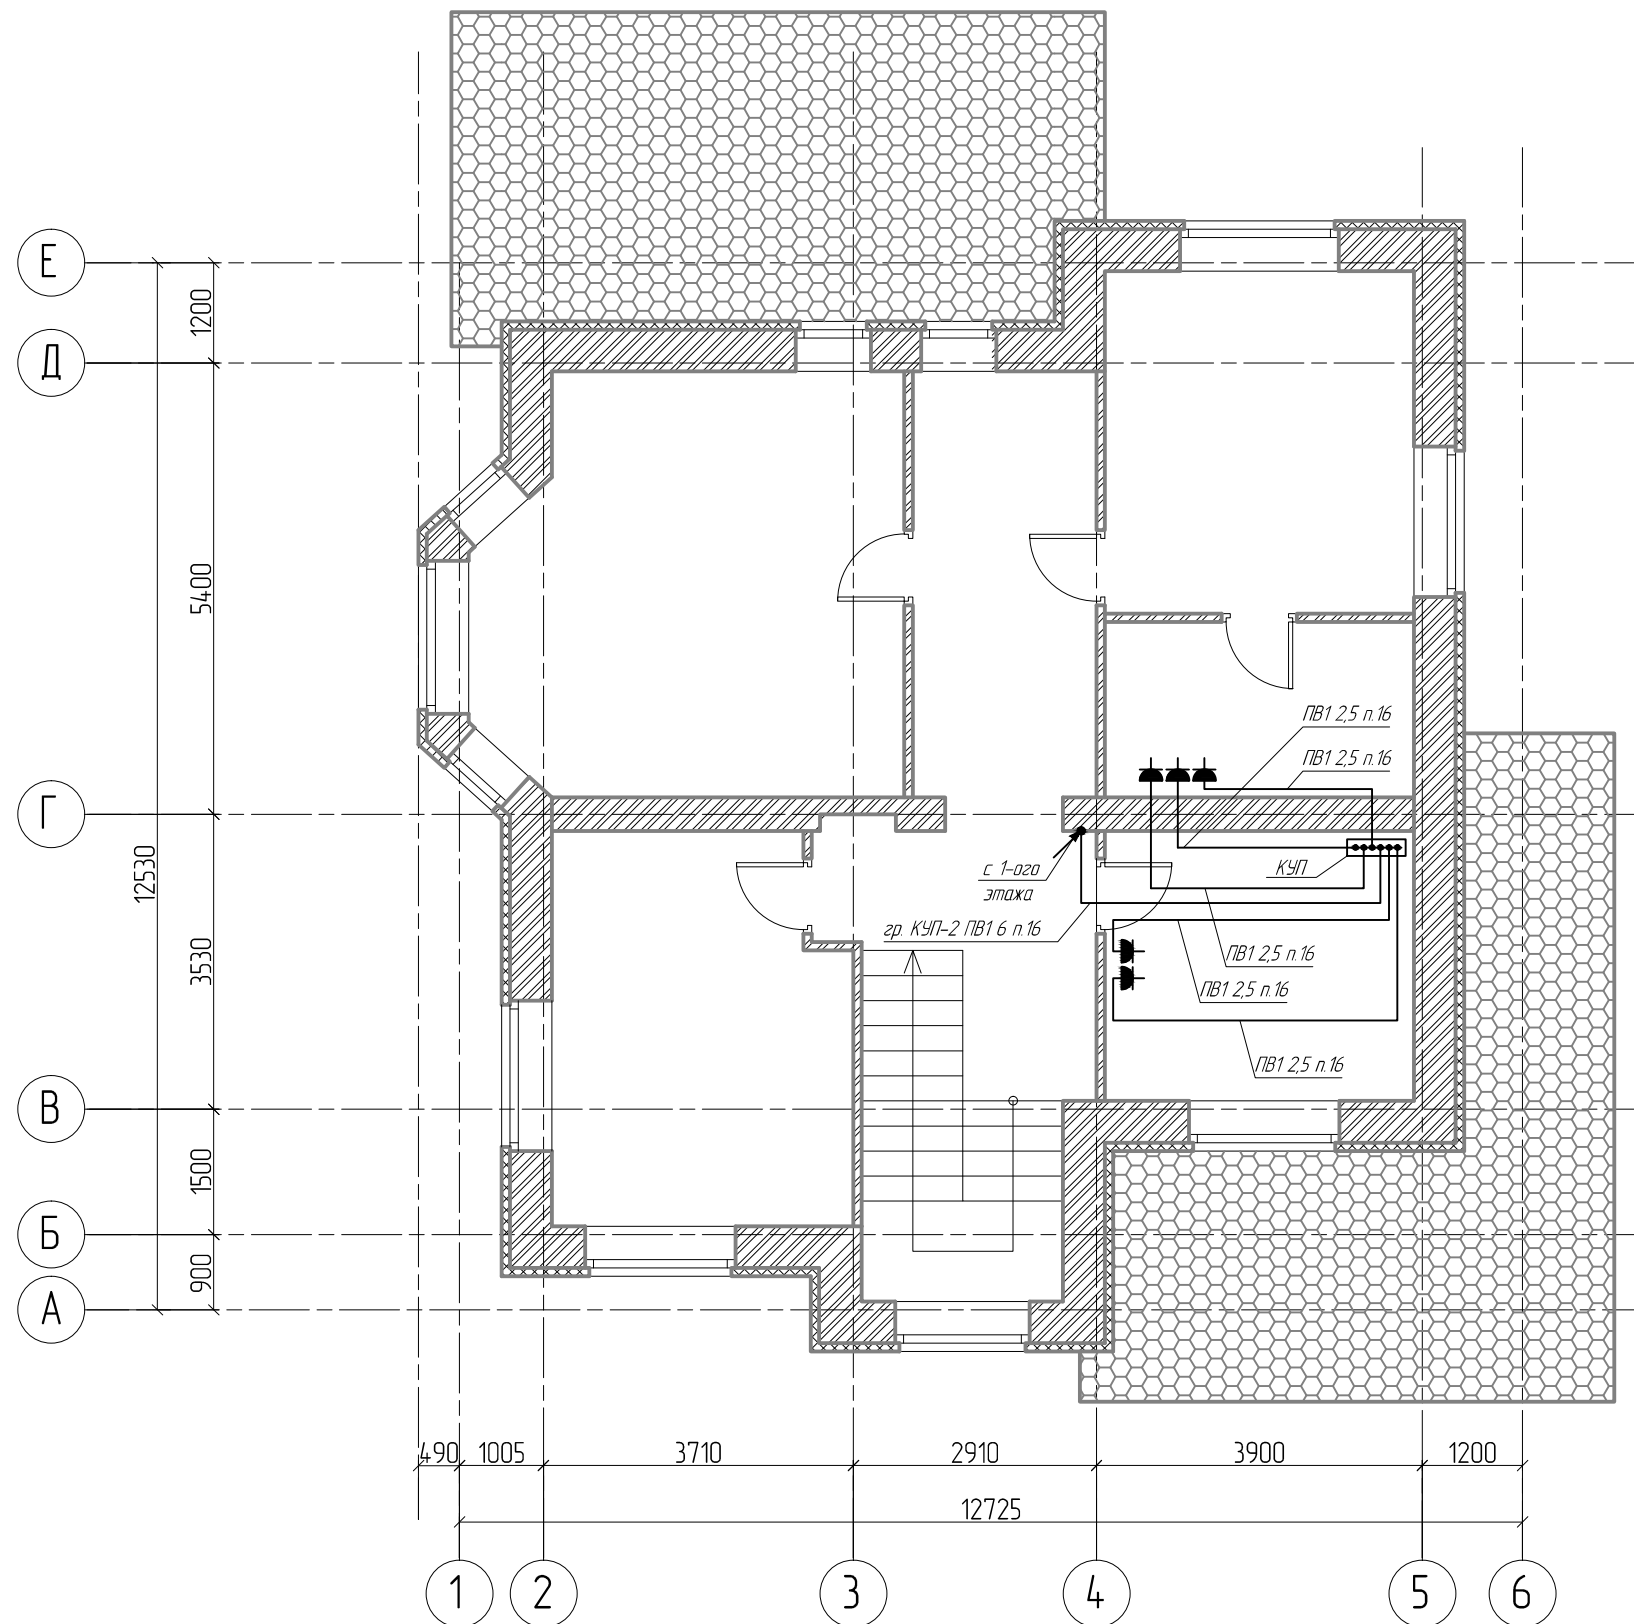 Е
1200
Д
5400
ПВ1 2,5 п.16
ПВ1 2,5 п.16
Г
12530
с 1-ого
этажа
КУП
гр. КУП-2 ПВ1 6 п.16
3530
ПВ1 2,5 п.16
ПВ1 2,5 п.16
ПВ1 2,5 п.16
В
1500
Б
900
А
490
1005
3710
2910
3900
1200
12725
1
2
3
4
5
6